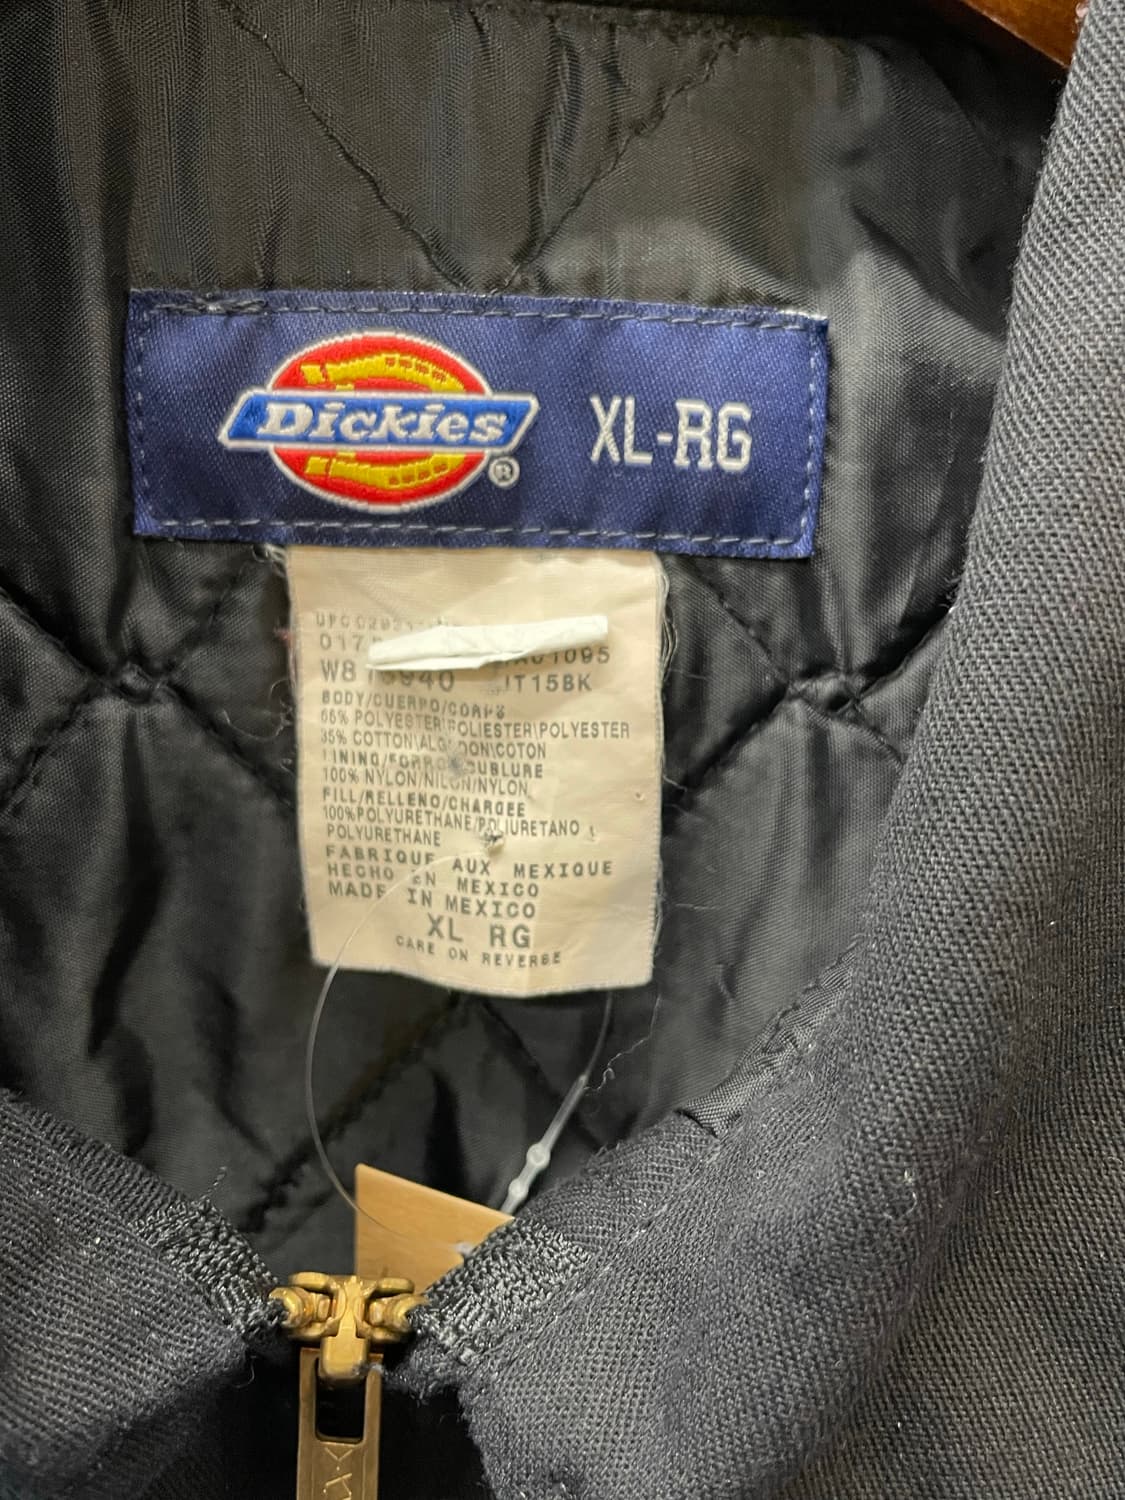 Dickies®
XL-RG
W8
JT15BK
BODY/CUERPO/CORPS
65% POLYESTER\POLIESTER\POLYESTER
35% COTTON\ALGODON\COTON
LINING/FORRO/DUBLURE
100% NYLON/NILON/NYLON
FILL/RELLENO/CHARGEE
100%POLYURETHANE/POLIURETANO
POLYURETHANE
FABRIQUE AUX MEXIQUE
HECHO EN MEXICO
MADE IN MEXICO
XL RG
CARE ON REVERSE